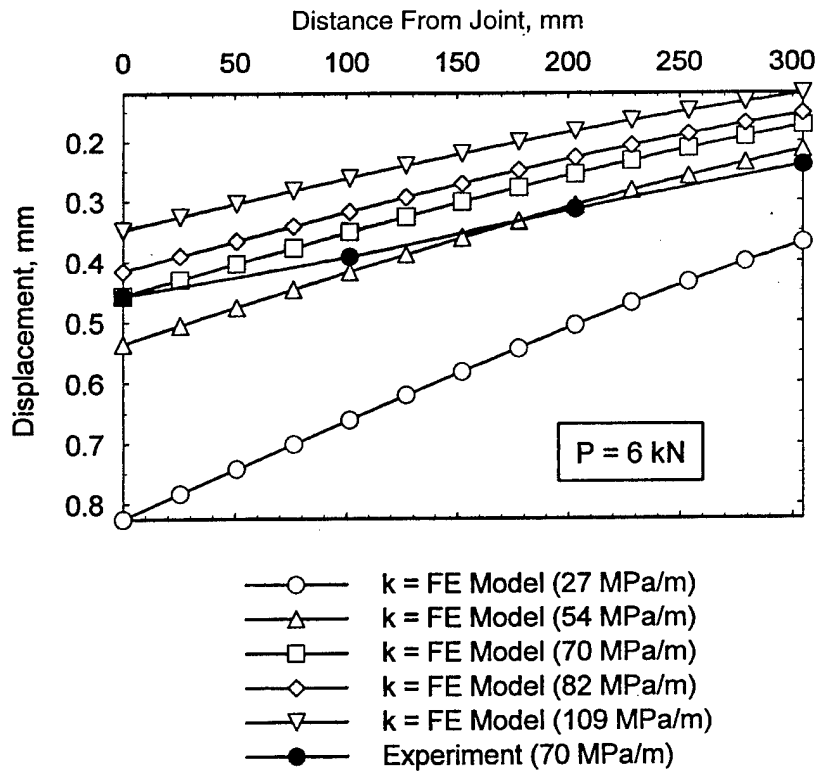 Distance From Joint, mm
0 50 100 150 200 250 300
Displacement, mm
0.2
0.3
0.4
0.5
0.6
0.7
0.8
P = 6 kN
k = FE Model (27 MPa/m)
k = FE Model (54 MPa/m)
k = FE Model (70 MPa/m)
k = FE Model (82 MPa/m)
k = FE Model (109 MPa/m)
Experiment (70 MPa/m)